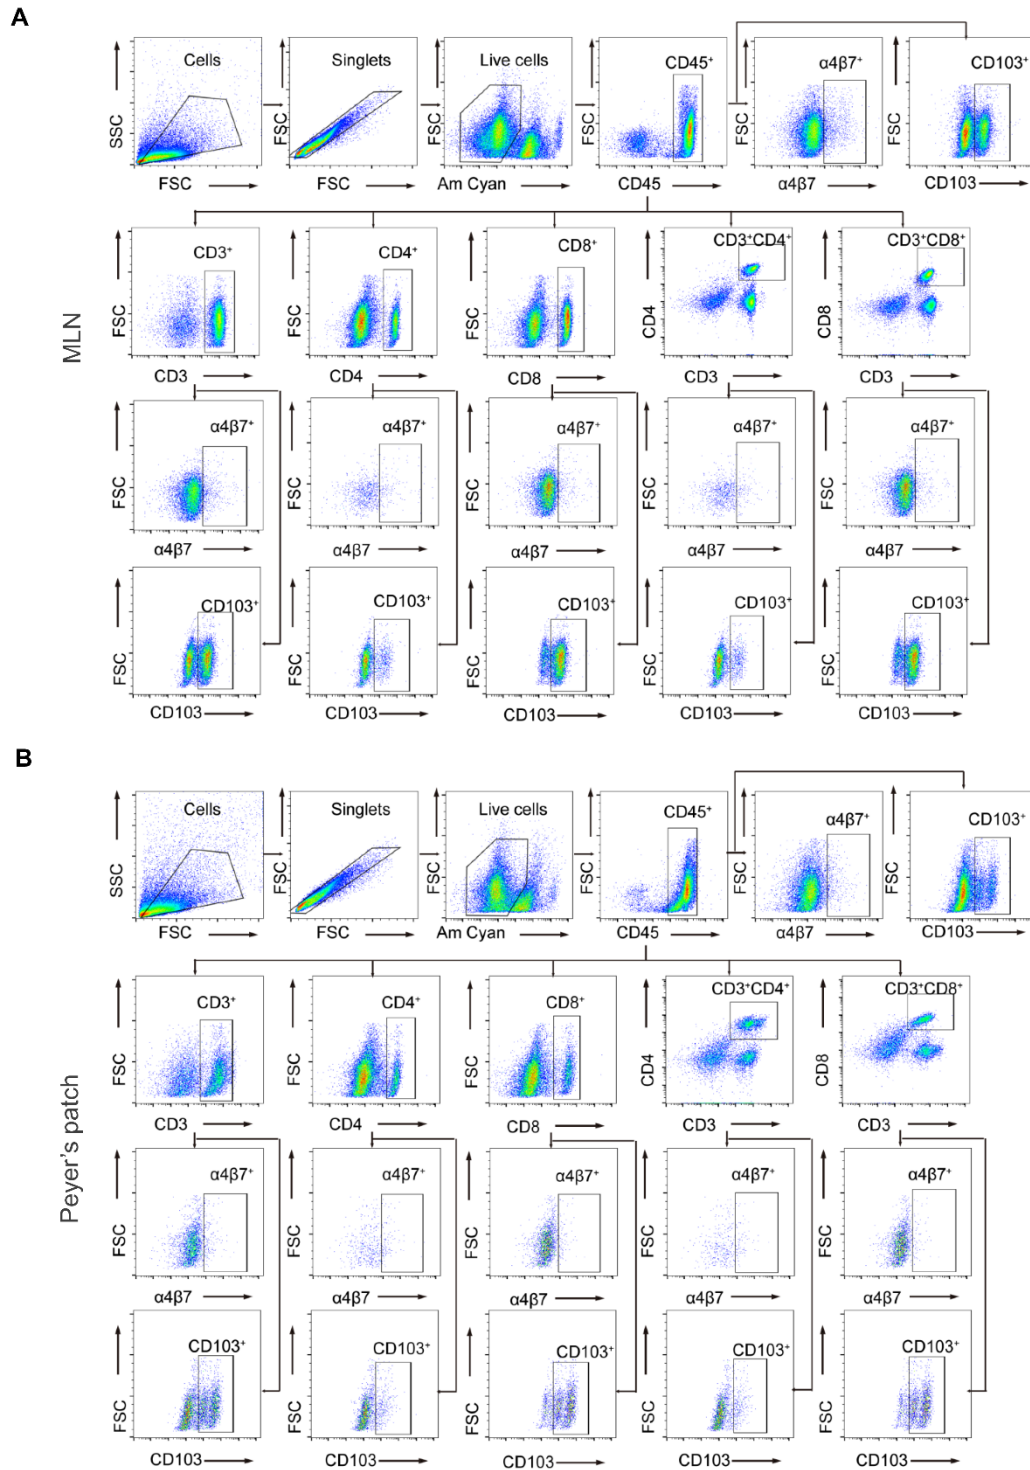 A
Cells Singlets Live cells CD45⁺ α4β7⁺ CD103⁺
SSC FSC FSC FSC FSC FSC
FSC FSC Am Cyan CD45 α4β7 CD103
MLN
CD3⁺ CD4⁺ CD8⁺ CD3⁺CD4⁺ CD3⁺CD8⁺
FSC FSC FSC CD4 CD8
CD3 CD4 CD8 CD3 CD3
α4β7⁺ α4β7⁺ α4β7⁺ α4β7⁺ α4β7⁺
FSC FSC FSC FSC FSC
α4β7 α4β7 α4β7 α4β7 α4β7
CD103⁺ CD103⁺ CD103⁺ CD103⁺ CD103⁺
FSC FSC FSC FSC FSC
CD103 CD103 CD103 CD103 CD103
B
Cells Singlets Live cells CD45⁺ α4β7⁺ CD103⁺
SSC FSC FSC FSC FSC FSC
FSC FSC Am Cyan CD45 α4β7 CD103
Peyer's patch
CD3⁺ CD4⁺ CD8⁺ CD3⁺CD4⁺ CD3⁺CD8⁺
FSC FSC FSC CD4 CD8
CD3 CD4 CD8 CD3 CD3
α4β7⁺ α4β7⁺ α4β7⁺ α4β7⁺ α4β7⁺
FSC FSC FSC FSC FSC
α4β7 α4β7 α4β7 α4β7 α4β7
CD103⁺ CD103⁺ CD103⁺ CD103⁺ CD103⁺
FSC FSC FSC FSC FSC
CD103 CD103 CD103 CD103 CD103